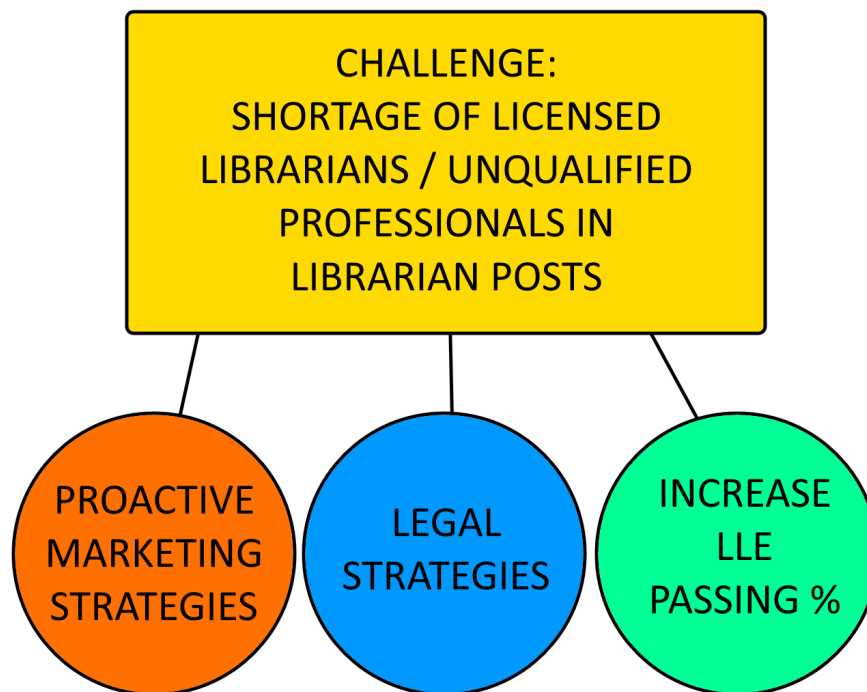 CHALLENGE:
SHORTAGE OF LICENSED
LIBRARIANS / UNQUALIFIED
PROFESSIONALS IN
LIBRARIAN POSTS
PROACTIVE
MARKETING
STRATEGIES
LEGAL
STRATEGIES
INCREASE
LLE
PASSING %